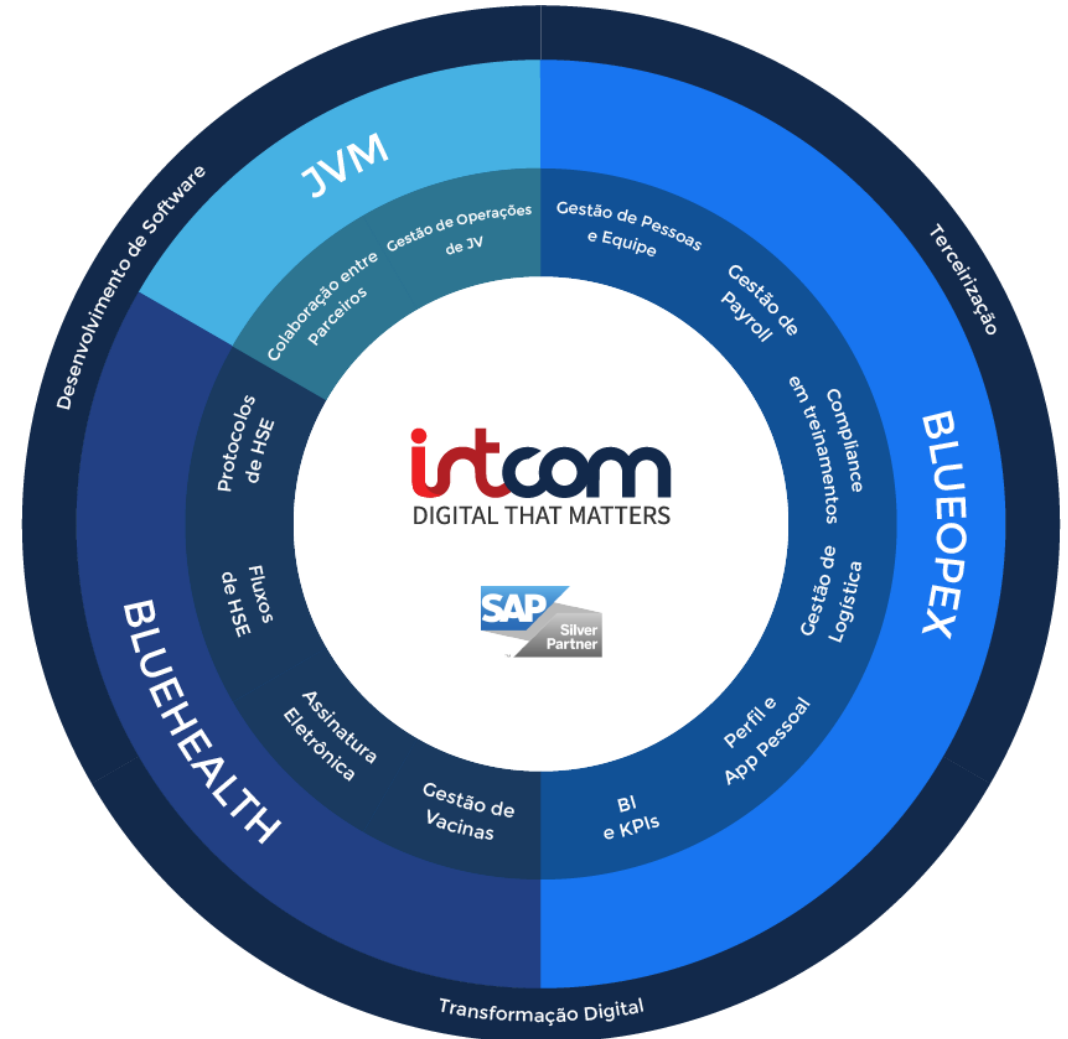 Desenvolvimento de Software
Terceirização
Transformação Digital
JVM
Gestão de Operações
de JV
Colaboração entre
Parceiros
BLUEOPEX
Gestão de Pessoas
e Equipe
Gestão de
Payroll
Compliance
em treinamentos
Gestão de
Logística
Perfil e
App Pessoal
BI
e KPIs
BLUEHEALTH
Protocolos
de HSE
Fluxos
de HSE
Assinatura
Eletrônica
Gestão de
Vacinas
intcom
DIGITAL THAT MATTERS
SAP
Silver
Partner